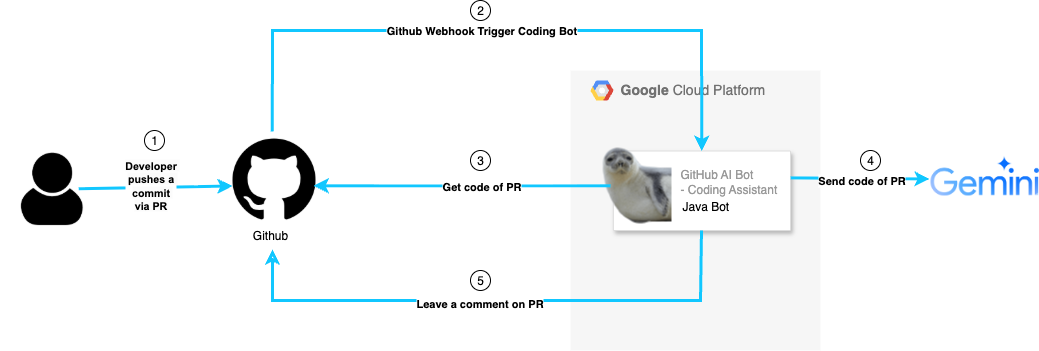 2
Github Webhook Trigger Coding Bot
Google Cloud Platform
1
Developer
pushes a
commit
via PR
Github
3
Get code of PR
GitHub AI Bot
- Coding Assistant
Java Bot
4
Send code of PR
Gemini
5
Leave a comment on PR